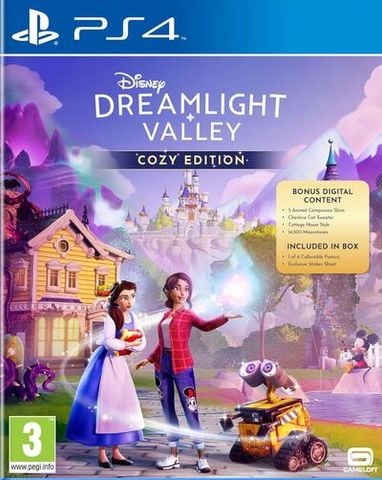 PS4
Disney
DREAMLIGHT
VALLEY
COZY EDITION
BONUS DIGITAL
CONTENT
• 5 Animal Companion Skins
• Cheshire Cat Sweater
• Cottage House Style
• 14500 Moonstones
INCLUDED IN BOX
• 1 of 6 Collectible Posters
• Exclusive Sticker Sheet
3
www.pegi.info
GAMELOFT